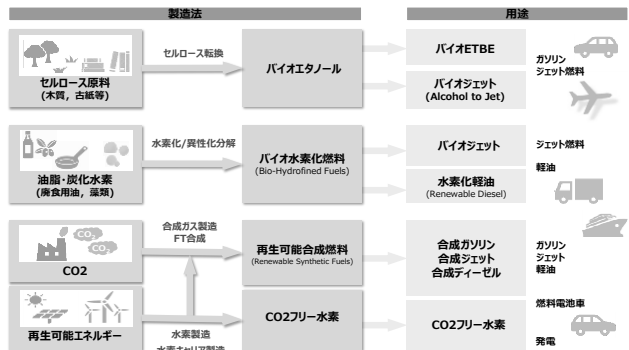 製造法
用途
セルロース原料
(木質，古紙等)
セルロース転換
バイオエタノール
バイオETBE
バイオジェット
(Alcohol to Jet)
ガソリン
ジェット燃料
油脂・炭化水素
(廃食用油，藻類)
水素化/異性化分解
バイオ水素化燃料
(Bio-Hydrofined Fuels)
バイオジェット
水素化軽油
(Renewable Diesel)
ジェット燃料
軽油
CO2
CO2
CO2
合成ガス製造
FT合成
再生可能合成燃料
(Renewable Synthetic Fuels)
合成ガソリン
合成ジェット
合成ディーゼル
ガソリン
ジェット
軽油
再生可能エネルギー
水素製造
水素キャリア製造
CO2フリー水素
CO2フリー水素
燃料電池車
発電